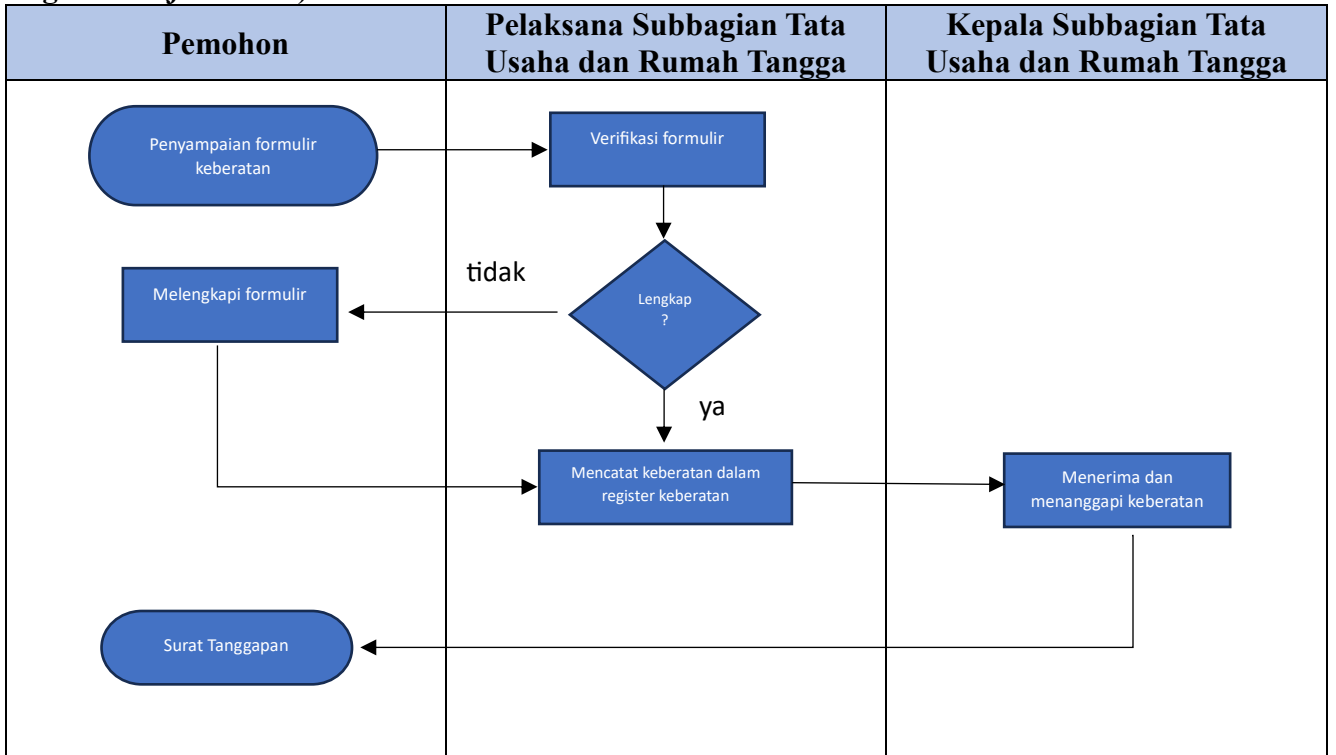 Pemohon
Pelaksana Subbagian Tata
Usaha dan Rumah Tangga
Kepala Subbagian Tata
Usaha dan Rumah Tangga
Penyampaian formulir
keberatan
Verifikasi formulir
Melengkapi formulir
tidak
Lengkap
?
ya
Mencatat keberatan dalam
register keberatan
Menerima dan
menanggapi keberatan
Surat Tanggapan